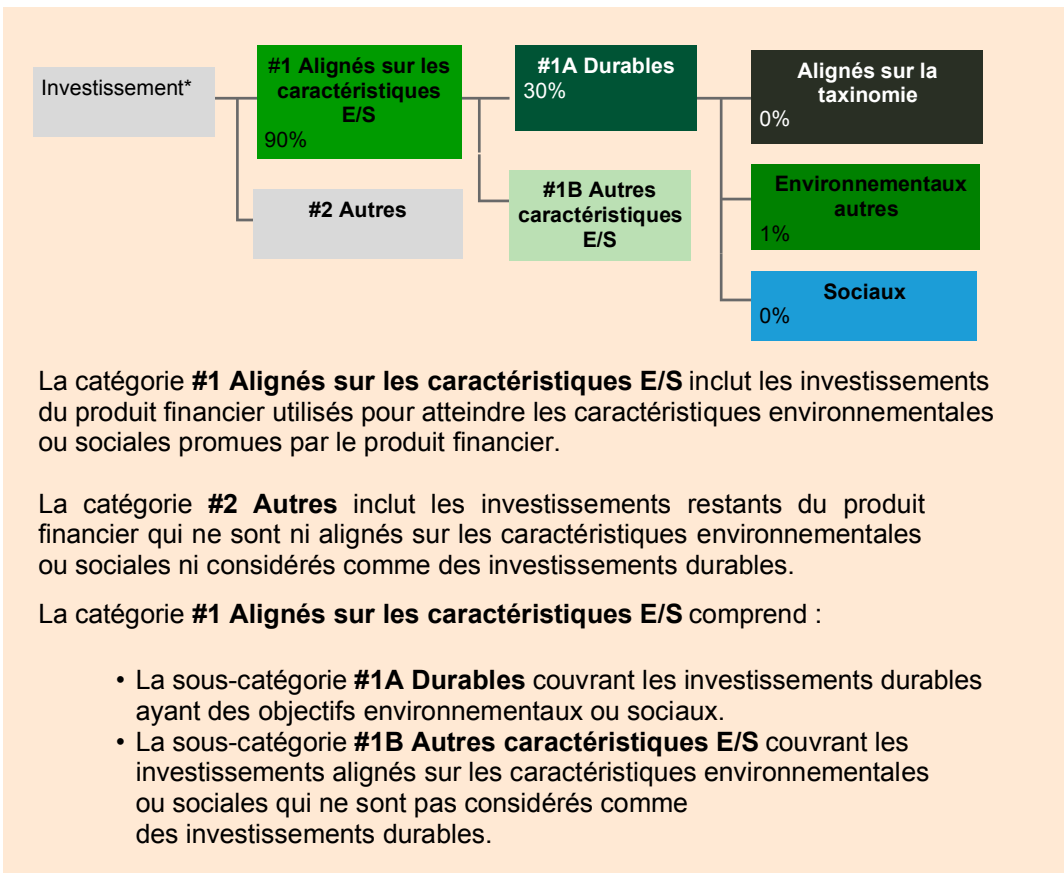 Investissement*
#1 Alignés sur les
caractéristiques
E/S
90%
#2 Autres
#1A Durables
30%
#1B Autres
caractéristiques
E/S
Alignés sur la
taxinomie
0%
Environnementaux
autres
1%
Sociaux
0%
La catégorie #1 Alignés sur les caractéristiques E/S inclut les investissements
du produit financier utilisés pour atteindre les caractéristiques environnementales
ou sociales promues par le produit financier.
La catégorie #2 Autres inclut les investissements restants du produit
financier qui ne sont ni alignés sur les caractéristiques environnementales
ou sociales ni considérés comme des investissements durables.
La catégorie #1 Alignés sur les caractéristiques E/S comprend :
• La sous-catégorie #1A Durables couvrant les investissements durables
ayant des objectifs environnementaux ou sociaux.
• La sous-catégorie #1B Autres caractéristiques E/S couvrant les
investissements alignés sur les caractéristiques environnementales
ou sociales qui ne sont pas considérés comme
des investissements durables.